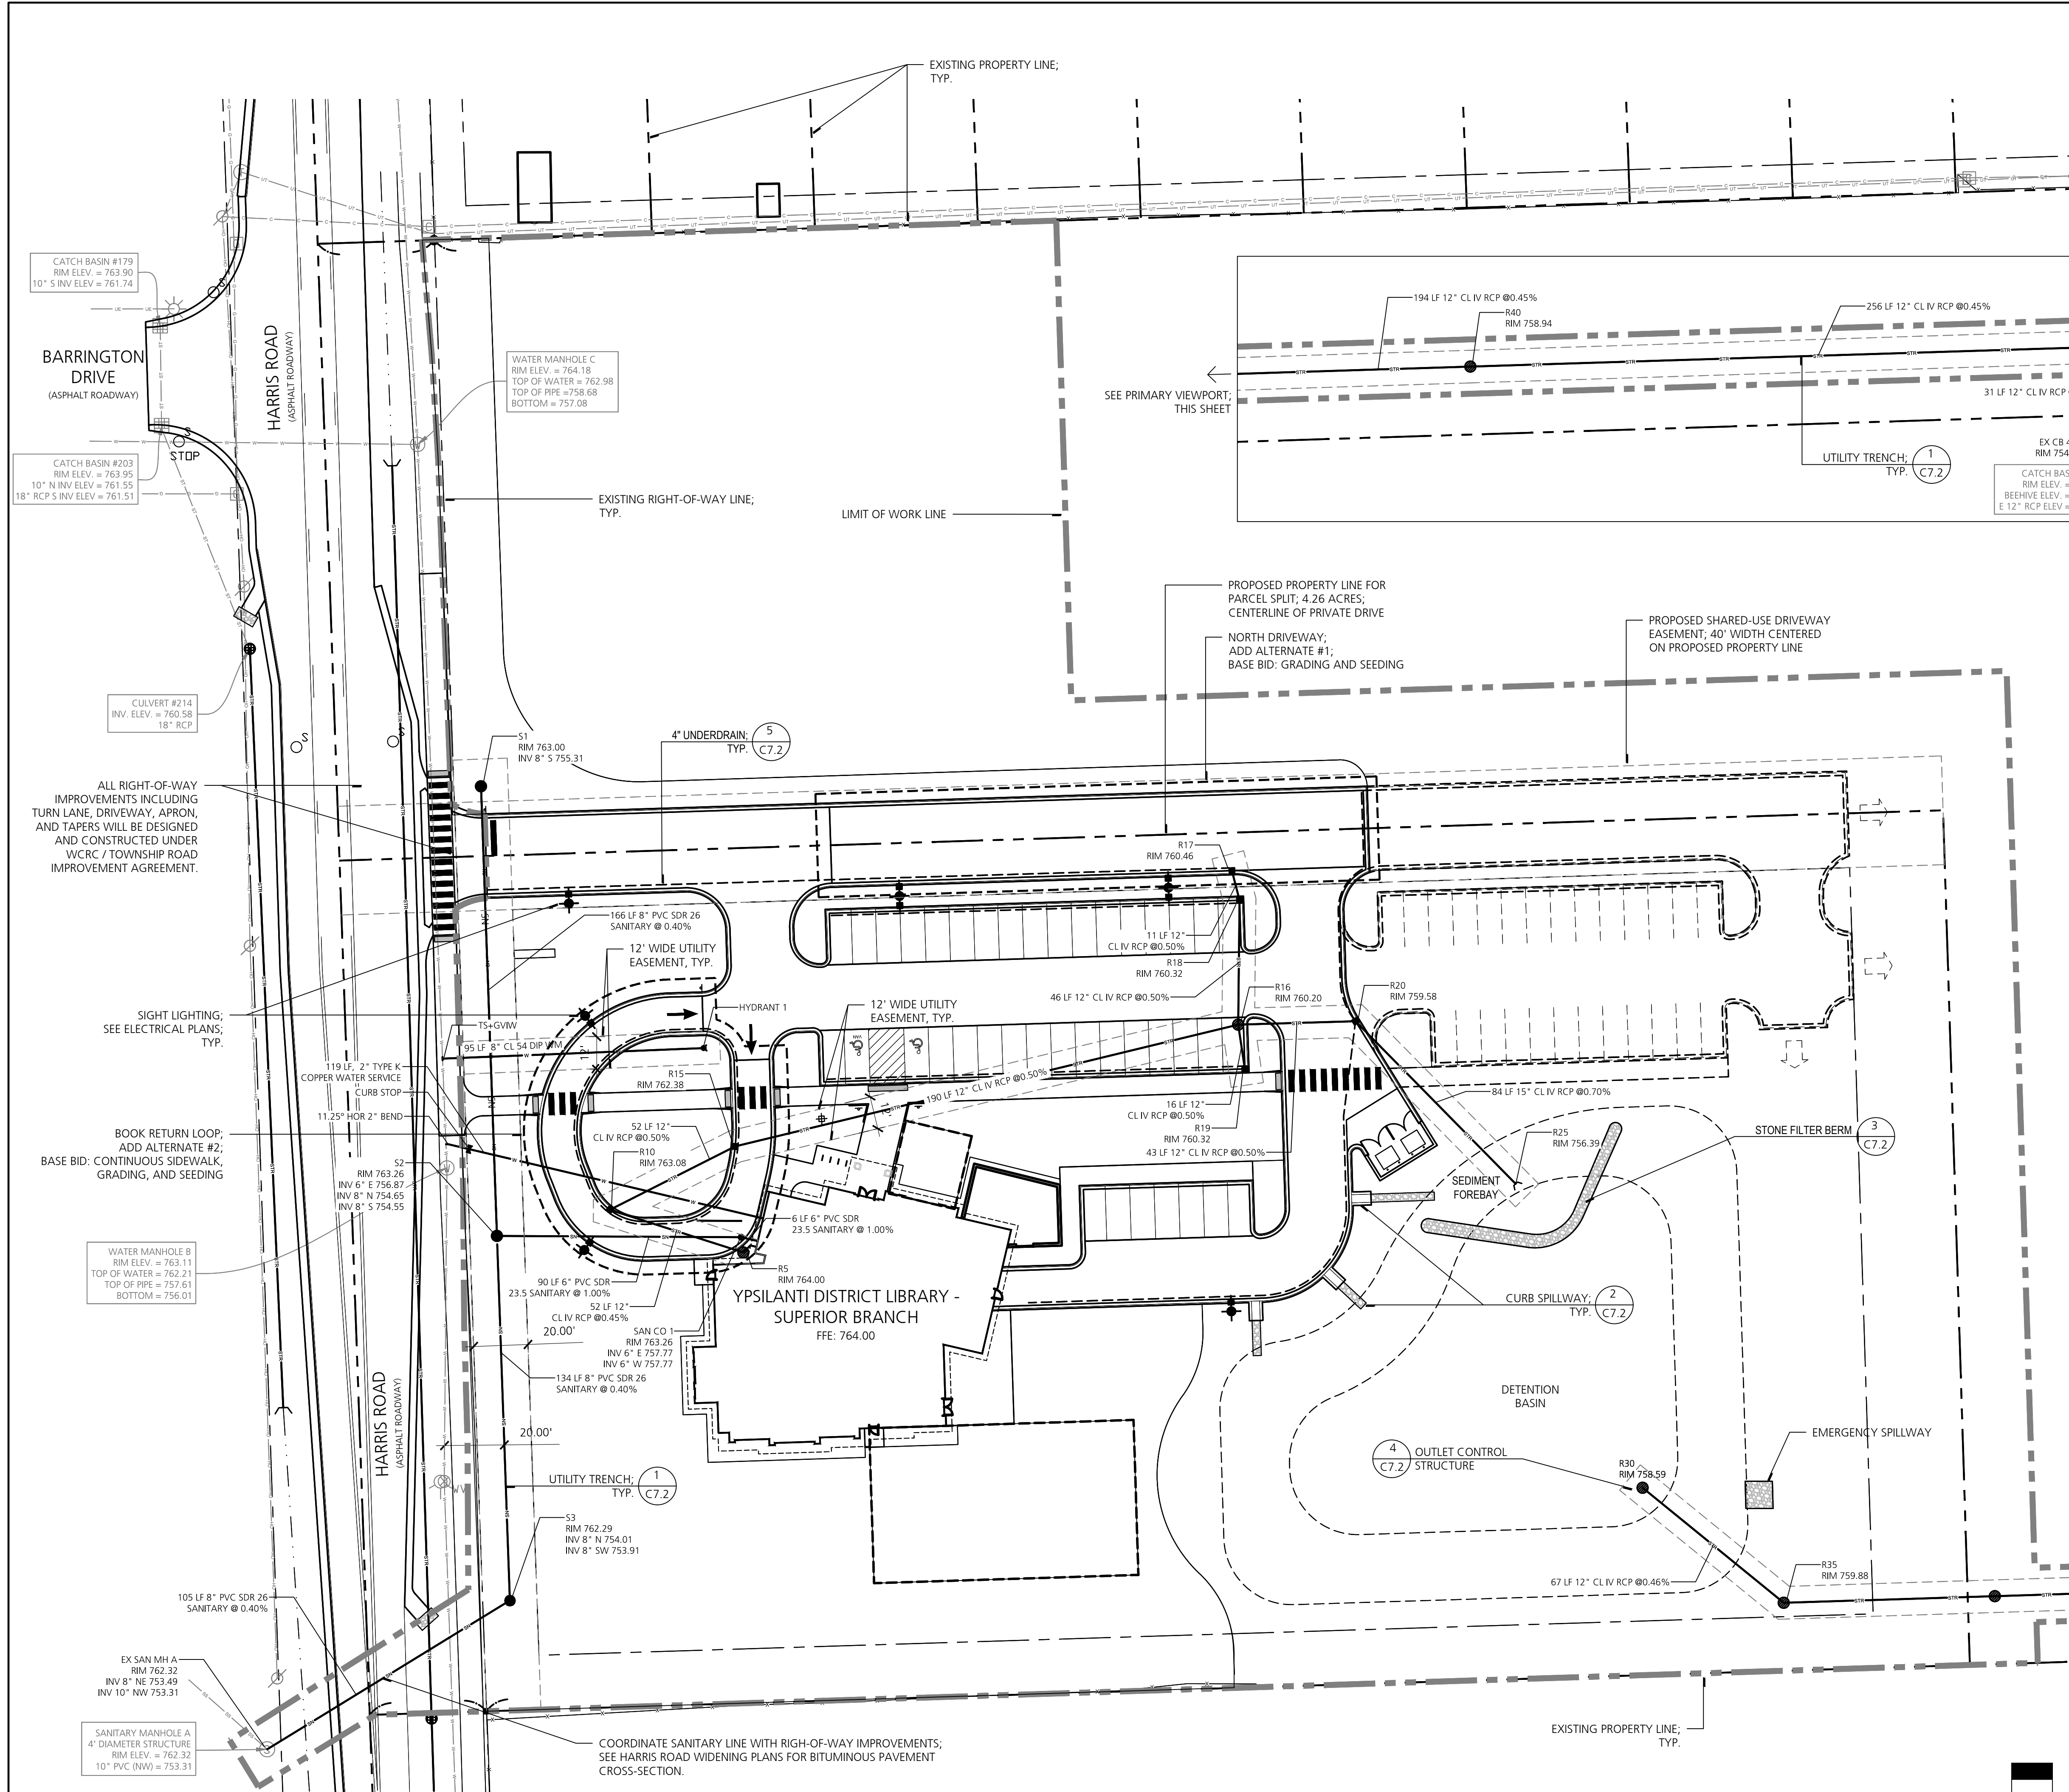 EXISTING PROPERTY LINE;
TYP.
CATCH BASIN #179
RIM ELEV. = 763.90
10" S INV ELEV = 761.74
BARRINGTON
DRIVE
(ASPHALT ROADWAY)
HARRIS ROAD
(ASPHALT ROADWAY)
STOP
CATCH BASIN #203
RIM ELEV. = 763.95
10" N INV ELEV = 761.55
18" RCP S INV ELEV = 761.51
WATER MANHOLE C
RIM ELEV. = 764.18
TOP OF WATER = 762.98
TOP OF PIPE =758.68
BOTTOM = 757.08
EXISTING RIGHT-OF-WAY LINE;
TYP.
LIMIT OF WORK LINE
194 LF 12" CL IV RCP @0.45%
R40
RIM 758.94
256 LF 12" CL IV RCP @0.45%
SEE PRIMARY VIEWPORT;
THIS SHEET
31 LF 12" CL IV RCP
UTILITY TRENCH;
TYP.
1
C7.2
EX CB 4
RIM 754
CATCH BAS
RIM ELEV. =
BEEHIVE ELEV. =
E 12" RCP ELEV =
PROPOSED PROPERTY LINE FOR
PARCEL SPLIT; 4.26 ACRES;
CENTERLINE OF PRIVATE DRIVE
NORTH DRIVEWAY;
ADD ALTERNATE #1;
BASE BID: GRADING AND SEEDING
PROPOSED SHARED-USE DRIVEWAY
EASEMENT; 40' WIDTH CENTERED
ON PROPOSED PROPERTY LINE
CULVERT #214
INV. ELEV. = 760.58
18" RCP
S1
RIM 763.00
INV 8" S 755.31
4" UNDERDRAIN;
TYP.
5
C7.2
ALL RIGHT-OF-WAY
IMPROVEMENTS INCLUDING
TURN LANE, DRIVEWAY, APRON,
AND TAPERS WILL BE DESIGNED
AND CONSTRUCTED UNDER
WCRC / TOWNSHIP ROAD
IMPROVEMENT AGREEMENT.
R17
RIM 760.46
166 LF 8" PVC SDR 26
SANITARY @ 0.40%
12' WIDE UTILITY
EASEMENT, TYP.
11 LF 12"
CL IV RCP @0.50%
R18
RIM 760.32
46 LF 12" CL IV RCP @0.50%
R16
RIM 760.20
R20
RIM 759.58
SIGHT LIGHTING;
SEE ELECTRICAL PLANS;
TYP.
HYDRANT 1
12' WIDE UTILITY
EASEMENT, TYP.
TS+GVIW
95 LF 8" CL 54 DIP WM
12'
119 LF, 2" TYPE K
COPPER WATER SERVICE
CURB STOP
11.25° HOR 2" BEND
R15
RIM 762.38
190 LF 12" CL IV RCP @0.50%
84 LF 15" CL IV RCP @0.70%
16 LF 12"
CL IV RCP @0.50%
R19
RIM 760.32
43 LF 12" CL IV RCP @0.50%
R25
RIM 756.39
STONE FILTER BERM
3
C7.2
BOOK RETURN LOOP;
ADD ALTERNATE #2;
BASE BID: CONTINUOUS SIDEWALK,
GRADING, AND SEEDING
52 LF 12"
CL IV RCP @0.50%
R10
RIM 763.08
S2
RIM 763.26
INV 6" E 756.87
INV 8" N 754.65
INV 8" S 754.55
SEDIMENT
FOREBAY
6 LF 6" PVC SDR
23.5 SANITARY @ 1.00%
WATER MANHOLE B
RIM ELEV. = 763.11
TOP OF WATER = 762.21
TOP OF PIPE = 757.61
BOTTOM = 756.01
R5
RIM 764.00
90 LF 6" PVC SDR
23.5 SANITARY @ 1.00%
52 LF 12"
CL IV RCP @0.45%
YPSILANTI DISTRICT LIBRARY -
SUPERIOR BRANCH
FFE: 764.00
CURB SPILLWAY;
TYP.
2
C7.2
20.00'
SAN CO 1
RIM 763.26
INV 6" E 757.77
INV 6" W 757.77
134 LF 8" PVC SDR 26
SANITARY @ 0.40%
HARRIS ROAD
(ASPHALT ROADWAY)
DETENTION
BASIN
20.00'
EMERGENCY SPILLWAY
4
C7.2
OUTLET CONTROL
STRUCTURE
R30
RIM 758.59
UTILITY TRENCH;
TYP.
1
C7.2
S3
RIM 762.29
INV 8" N 754.01
INV 8" SW 753.91
67 LF 12" CL IV RCP @0.46%
R35
RIM 759.88
105 LF 8" PVC SDR 26
SANITARY @ 0.40%
EX SAN MH A
RIM 762.32
INV 8" NE 753.49
INV 10" NW 753.31
SANITARY MANHOLE A
4' DIAMETER STRUCTURE
RIM ELEV. = 762.32
10" PVC (NW) = 753.31
COORDINATE SANITARY LINE WITH RIGH-OF-WAY IMPROVEMENTS;
SEE HARRIS ROAD WIDENING PLANS FOR BITUMINOUS PAVEMENT
CROSS-SECTION.
EXISTING PROPERTY LINE;
TYP.